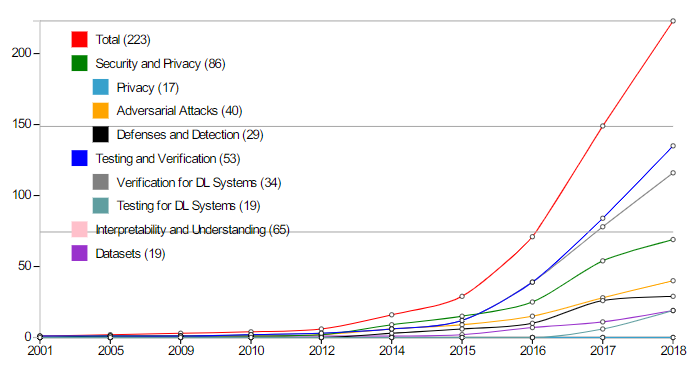 Total (223)
200
Security and Privacy (86)
Privacy (17)
Adversarial Attacks (40)
150
Defenses and Detection (29)
Testing and Verification (53)
Verification for DL Systems (34)
100
Testing for DL Systems (19)
Interpretability and Understanding (65)
Datasets (19)
50
0
2001 2005 2009 2010 2012 2014 2015 2016 2017 2018